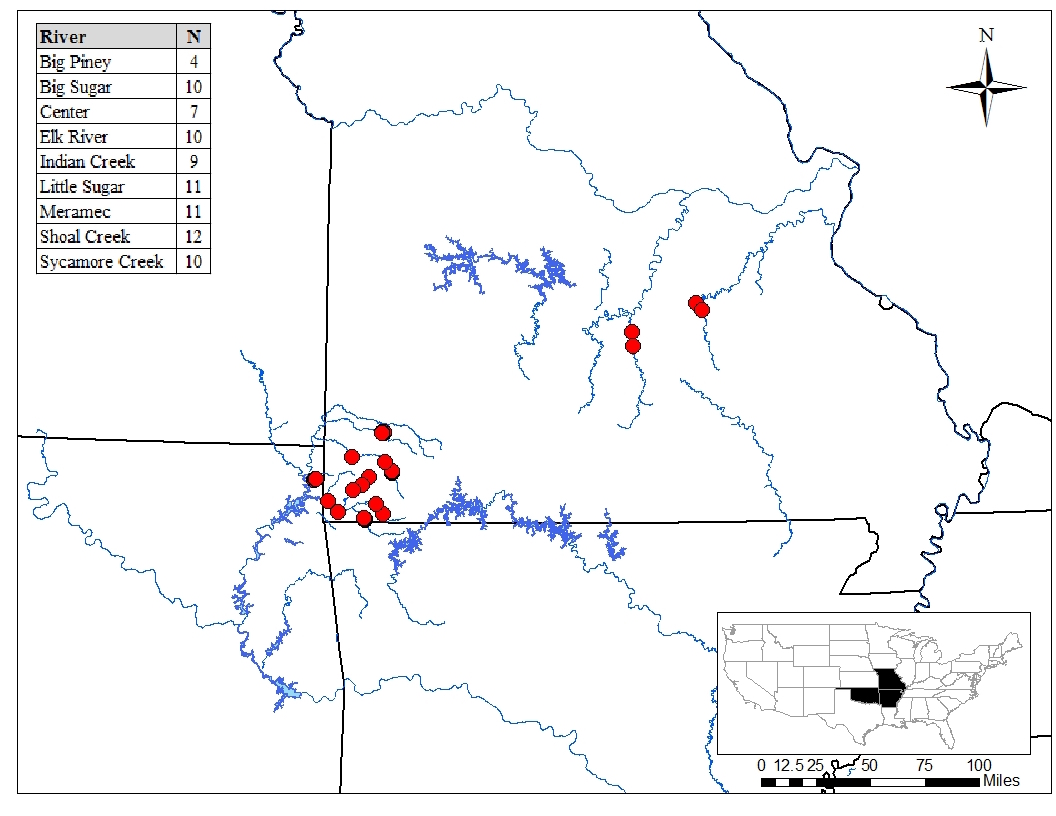 River N
Big Piney 4
Big Sugar 10
Center 7
Elk River 10
Indian Creek 9
Little Sugar 11
Meramec 11
Shoal Creek 12
Sycamore Creek 10
N
0 12.5 25 50 75 100
Miles